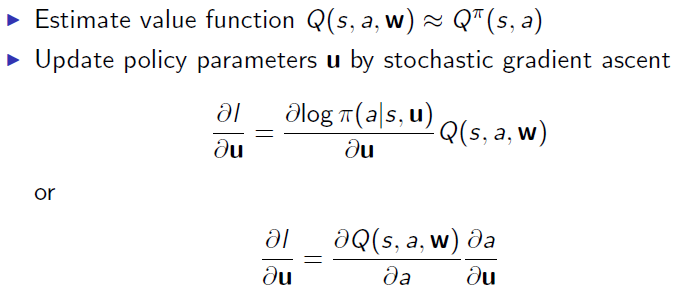 ▶ Estimate value function Q(s, a, w) ≈ Q^π(s, a)
▶ Update policy parameters u by stochastic gradient ascent
∂l/∂u = ∂log π(a|s, u)/∂u Q(s, a, w)
or
∂l/∂u = ∂Q(s, a, w)/∂a ∂a/∂u